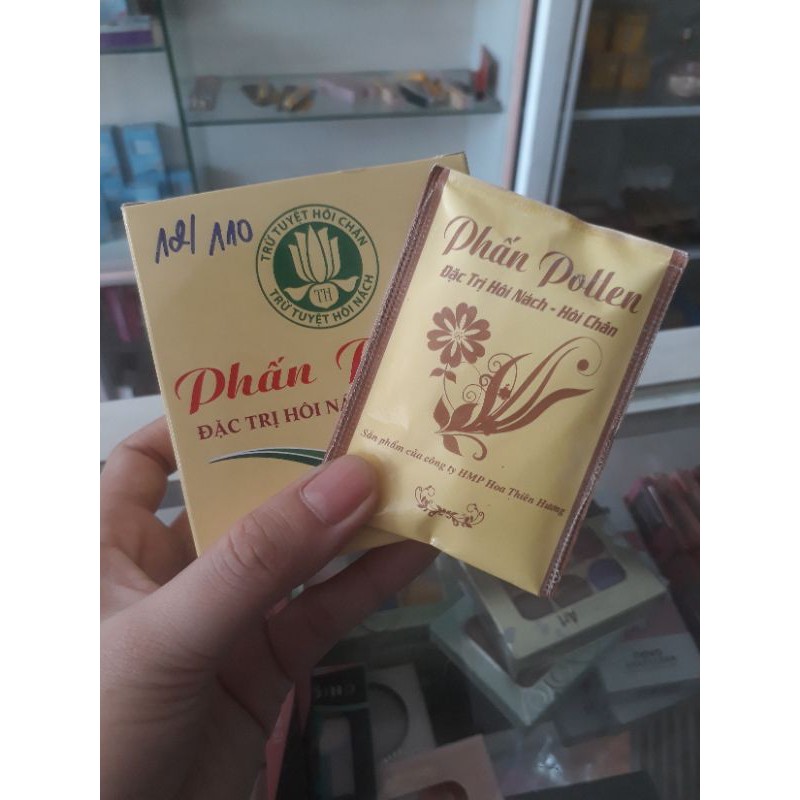 12/ 110
TRỪ TUYỆT HÔI CHÂN
TH
TRỪ TUYỆT HÔI NÁCH
Phấn
ĐẶC TRỊ HÔI
Phấn Pollen
Đặc Trị Hôi Nách - Hôi Chân
Sản phẩm của công ty HMP Hoa Thiên Hương
Art